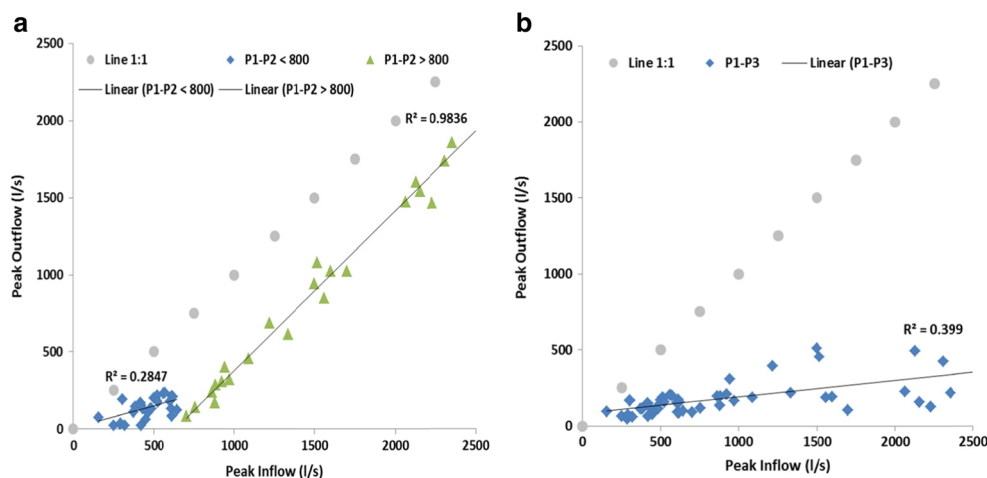 a
2500
2000
1500
1000
500
0
Peak Outflow (l/s)
Line 1:1
P1-P2 < 800
P1-P2 > 800
Linear (P1-P2 < 800)
Linear (P1-P2 > 800)
R² = 0.9836
R² = 0.2847
0
500
1000
1500
2000
2500
Peak Inflow (l/s)
b
2500
2000
1500
1000
500
0
Peak Outflow (l/s)
Line 1:1
P1-P3
Linear (P1-P3)
R² = 0.399
0
500
1000
1500
2000
2500
Peak Inflow (l/s)